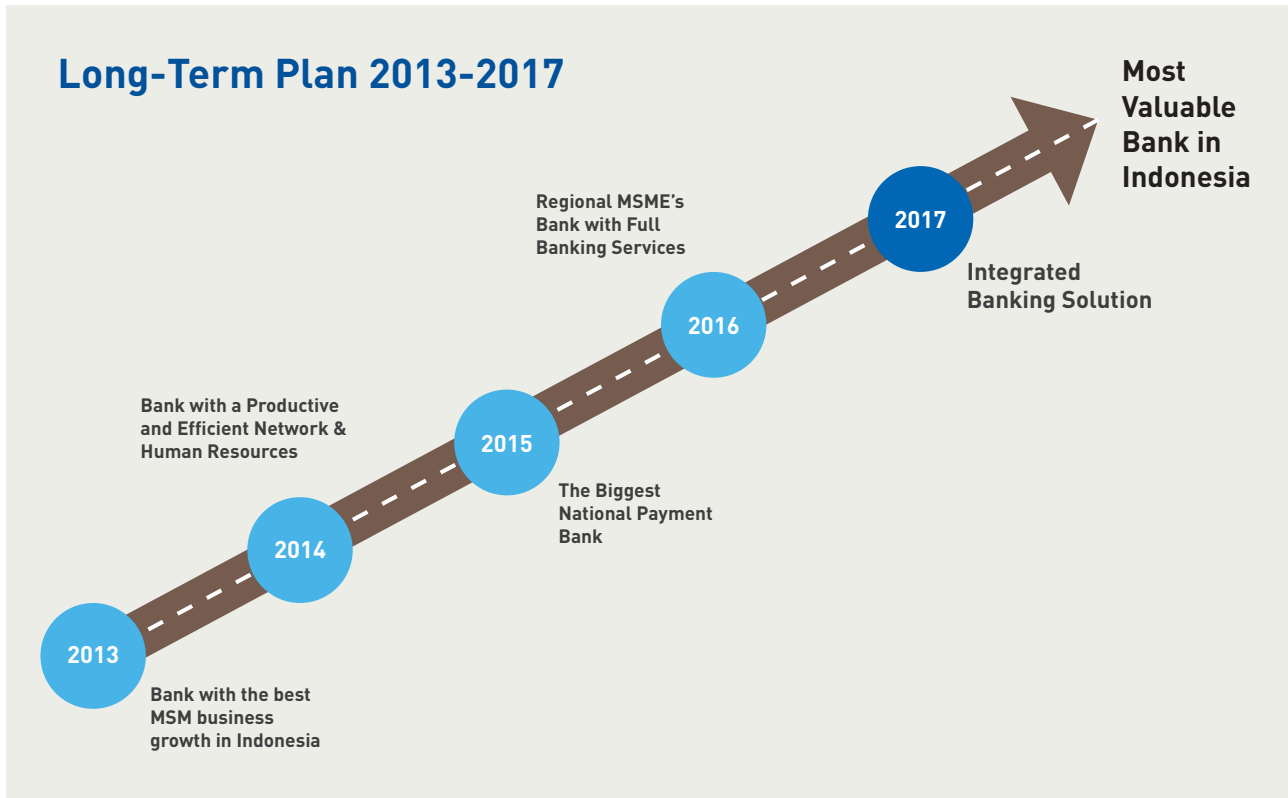 Long-Term Plan 2013-2017
Most
Valuable
Bank in
Indonesia
Regional MSME's
Bank with Full
Banking Services
2017
Integrated
Banking Solution
2016
Bank with a Productive
and Efficient Network &
Human Resources
2015
The Biggest
National Payment
Bank
2014
2013
Bank with the best
MSM business
growth in Indonesia